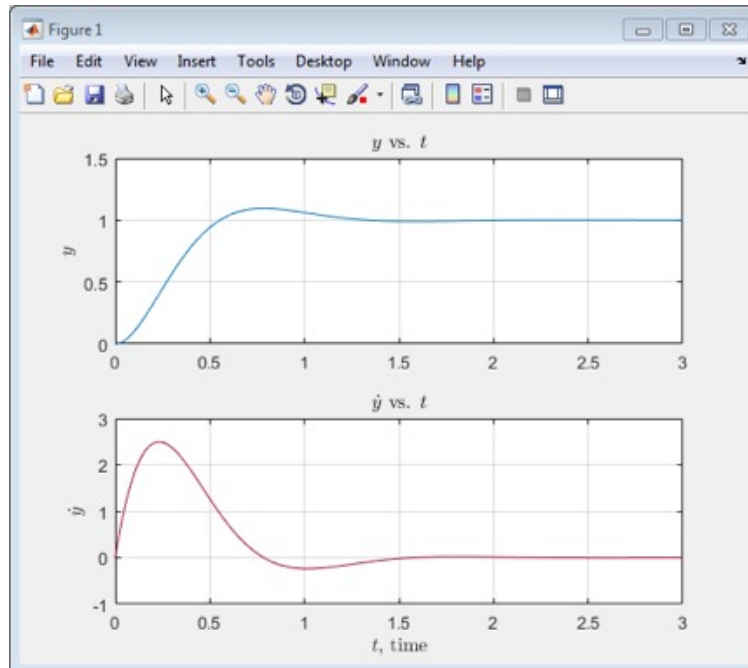 Figure 1
File Edit View Insert Tools Desktop Window Help
y vs. t
1.5
1
0.5
0
y
0 0.5 1 1.5 2 2.5 3
ẏ vs. t
3
2
1
0
-1
ẏ
0 0.5 1 1.5 2 2.5 3
t, time